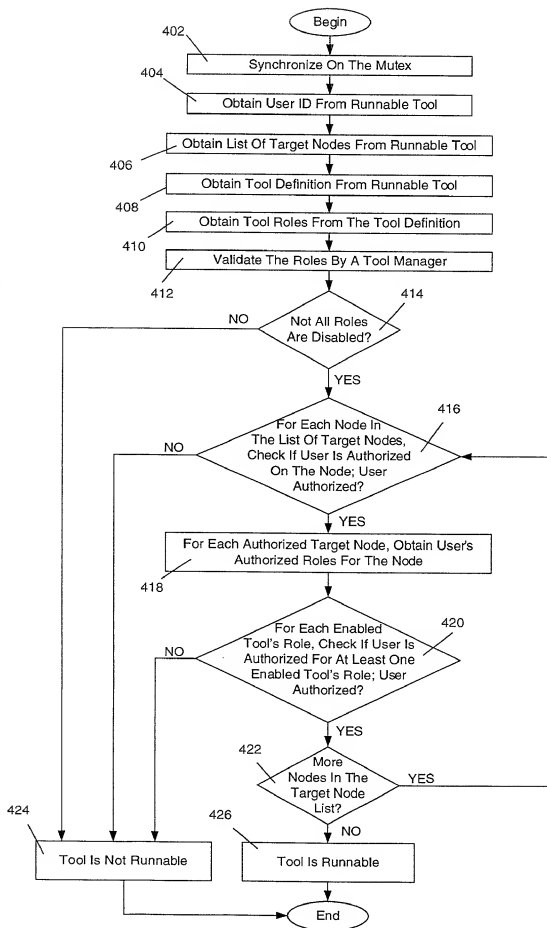 Begin
402
Synchronize On The Mutex
404
Obtain User ID From Runnable Tool
Obtain List Of Target Nodes From Runnable Tool
406
Obtain Tool Definition From Runnable Tool
408
Obtain Tool Roles From The Tool Definition
410
Validate The Roles By A Tool Manager
412
414
NO
Not All Roles
Are Disabled?
YES
416
For Each Node In
The List Of Target Nodes,
Check If User Is Authorized
On The Node; User
Authorized?
NO
YES
For Each Authorized Target Node, Obtain User's
Authorized Roles For The Node
418
420
For Each Enabled
Tool's Role, Check If User Is
Authorized For At Least One
Enabled Tool's Role; User
Authorized?
NO
YES
422
More
Nodes In The
Target Node
List?
YES
NO
424
426
Tool Is Not Runnable
Tool Is Runnable
End